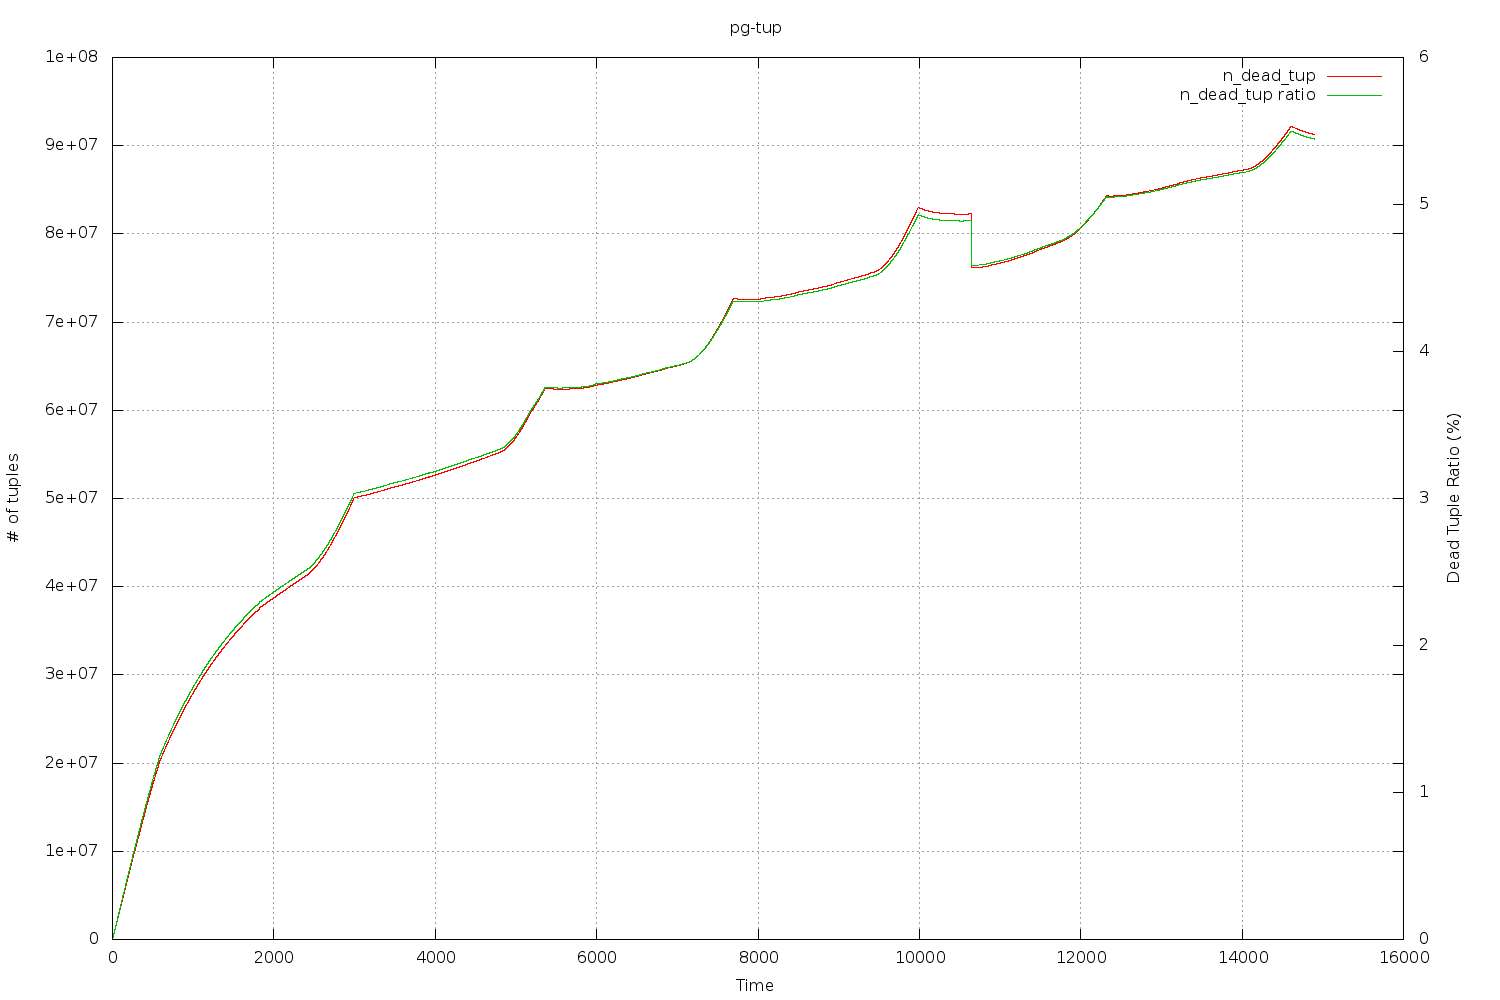 pg-tup
n_dead_tup
n_dead_tup ratio
1e+08
9e+07
8e+07
7e+07
6e+07
5e+07
4e+07
3e+07
2e+07
1e+07
0
# of tuples
6
5
4
3
2
1
0
Dead Tuple Ratio (%)
0 2000 4000 6000 8000 10000 12000 14000 16000
Time